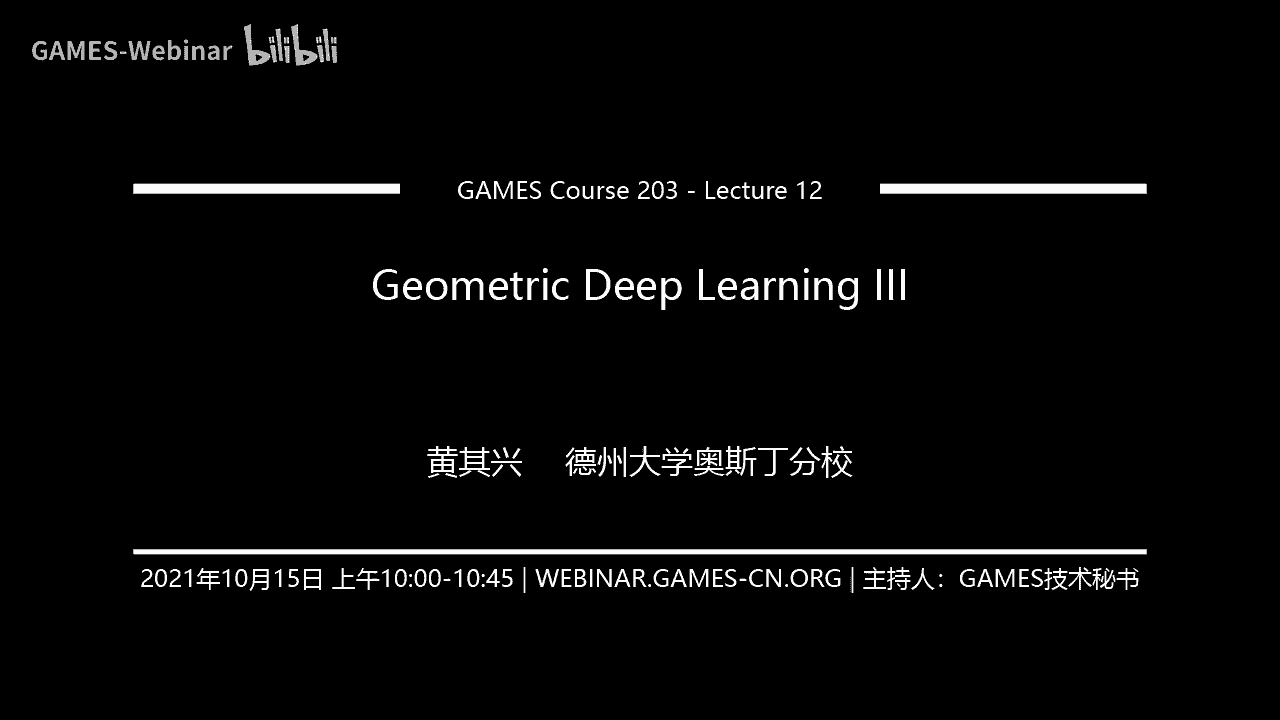 GAMES-Webinar bilibili
GAMES Course 203 - Lecture 12
Geometric Deep Learning III
黄其兴 德州大学奥斯丁分校
2021年10月15日 上午10:00-10:45 | WEBINAR.GAMES-CN.ORG | 主持人：GAMES技术秘书